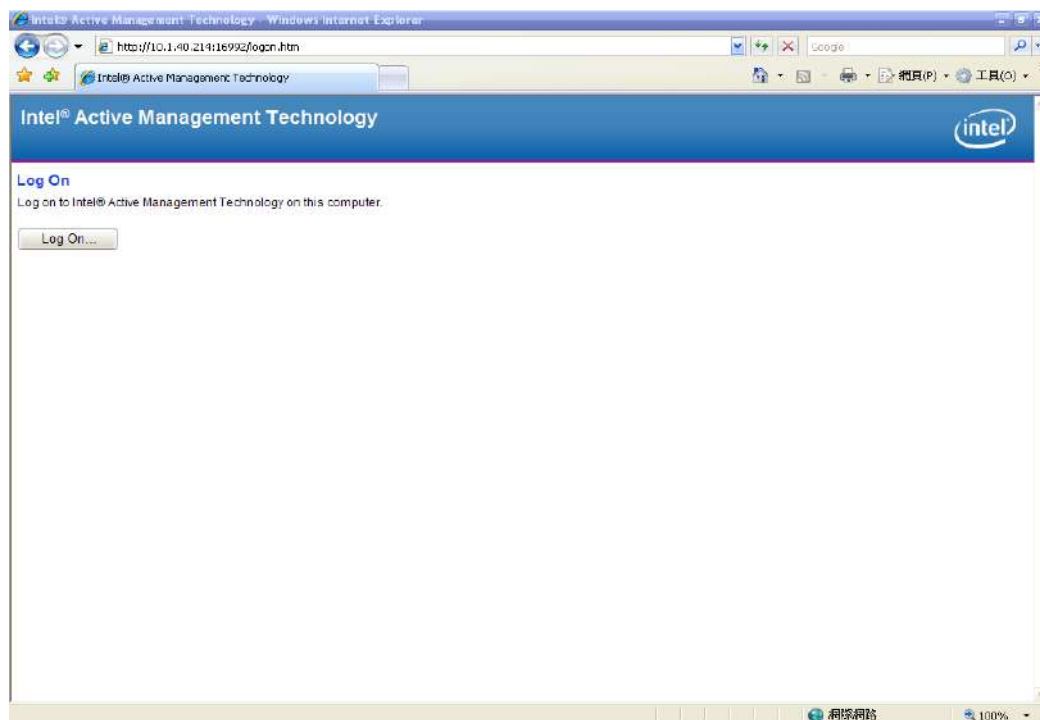 Intel® Active Management Technology - Windows Internet Explorer
http://10.1.40.214:16992/logon.htm
Google
Intel® Active Management Technology
網頁(P)
工具(O)
Intel® Active Management Technology
intel
Log On
Log on to Intel® Active Management Technology on this computer.
Log On...
網際網路
100%